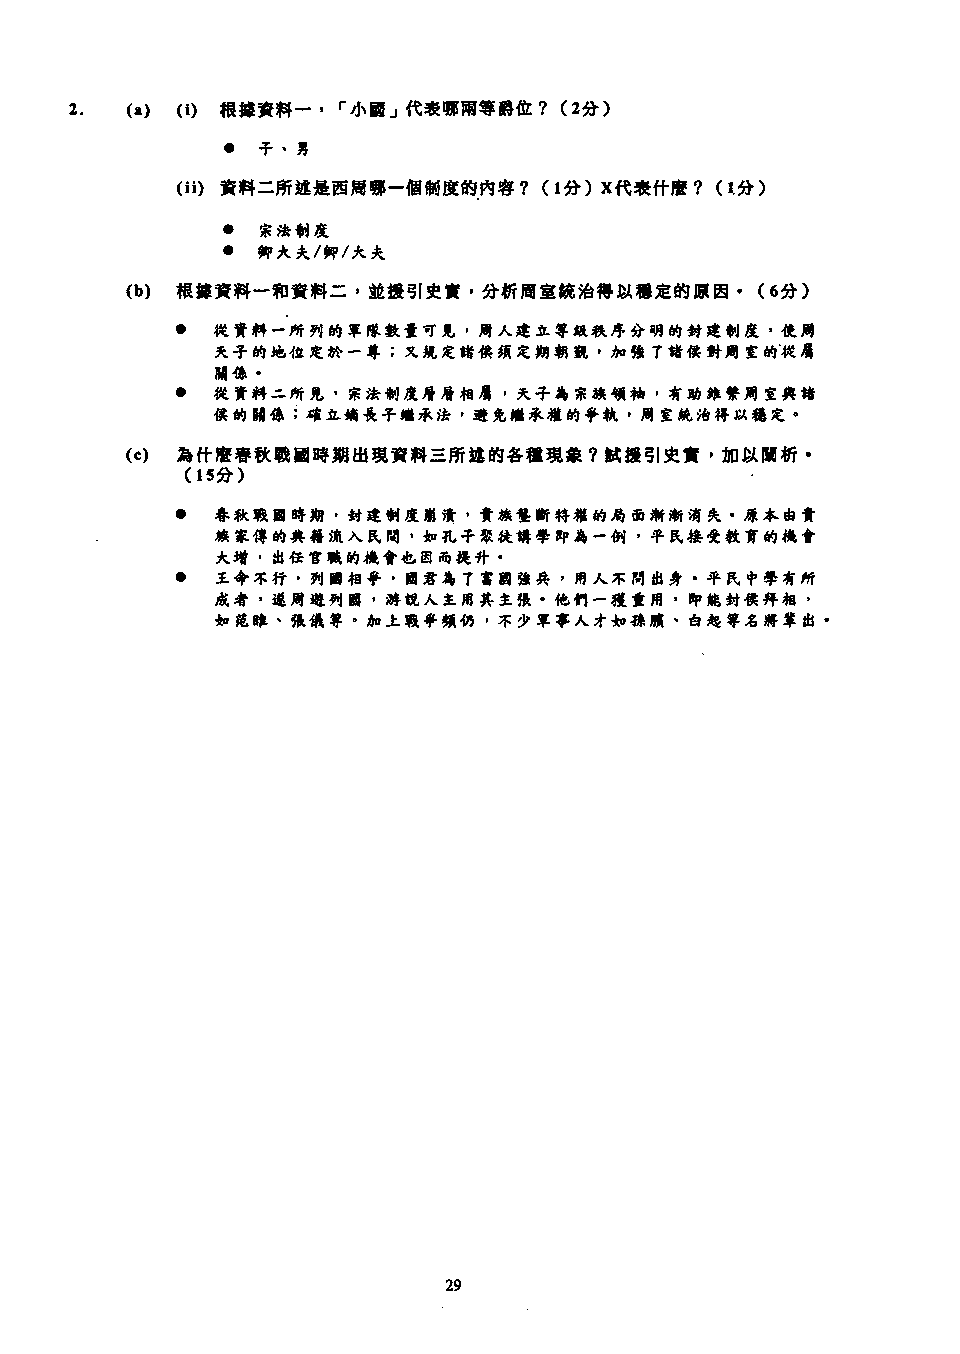 2. (a) (i) 根據資料一，「小國」代表哪兩等爵位？（2分）
● 子、男
(ii) 資料二所述是西周哪一個制度的內容？（1分）X代表什麼？（1分）
● 宗法制度
● 卿大夫/卿/大夫
(b) 根據資料一和資料二，並援引史實，分析周室統治得以穩定的原因。（6分）
● 從資料一所列的軍隊數量可見，周人建立等級秩序分明的封建制度，使周
天子的地位定於一尊；又規定諸侯須定期朝覲，加強了諸侯對周室的從屬
關係。
● 從資料二所見，宗法制度層層相屬，天子為宗族領袖，有助維繫周室與諸
侯的關係；確立嫡長子繼承法，避免繼承權的爭執，周室統治得以穩定。
(c) 為什麼春秋戰國時期出現資料三所述的各種現象？試援引史實，加以闡析。
（15分）
● 春秋戰國時期，封建制度崩潰，貴族壟斷特權的局面漸漸消失。原本由貴
族家傳的典籍流入民間，如孔子聚徒講學即為一例，平民接受教育的機會
大增，出任官職的機會也因而提升。
● 王命不行，列國相爭，國君為了富國強兵，用人不問出身。平民中學有所
成者，遂周遊列國，游說人主用其主張。他們一獲重用，即能封侯拜相，
如范睢、張儀等。加上戰爭頻仍，不少軍事人才如孫臏、白起等名將輩出。
29